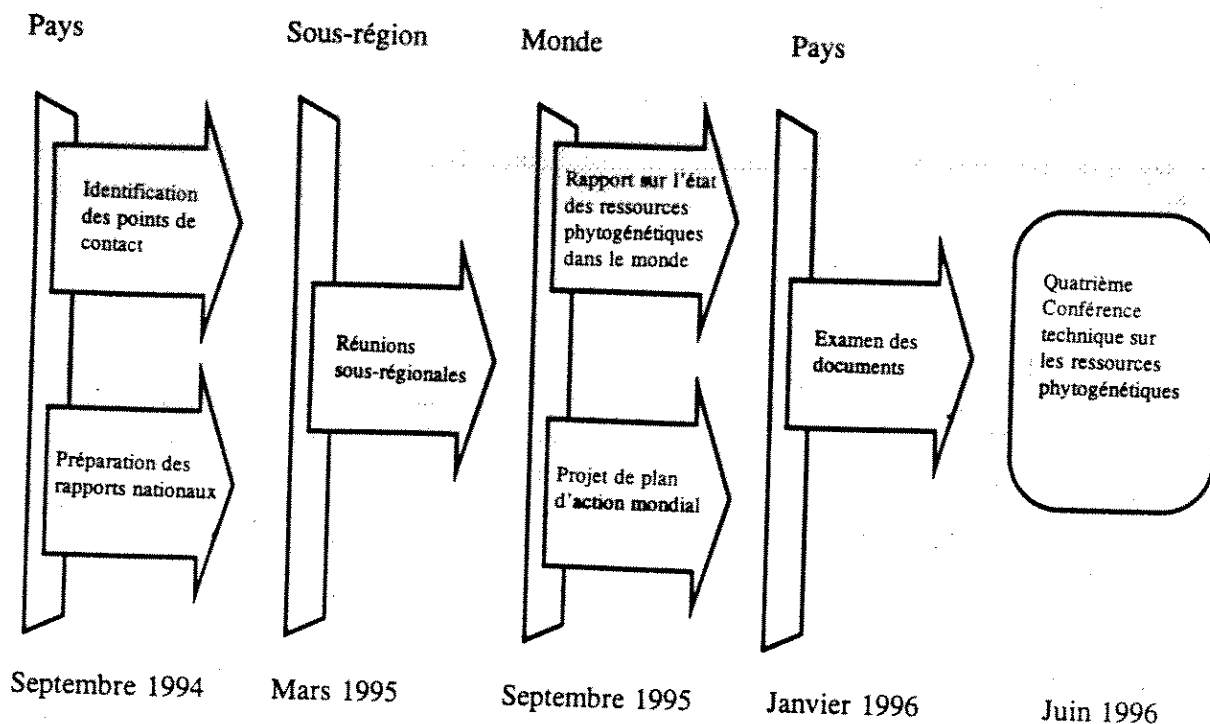 Pays
Sous-région
Monde
Pays
Identification
des points de
contact
Préparation des
rapports nationaux
Réunions
sous-régionales
Rapport sur l'état
des ressources
phytogénétiques
dans le monde
Projet de plan
d'action mondial
Examen des
documents
Quatrième
Conférence
technique sur
les ressources
phytogénétiques
Septembre 1994
Mars 1995
Septembre 1995
Janvier 1996
Juin 1996